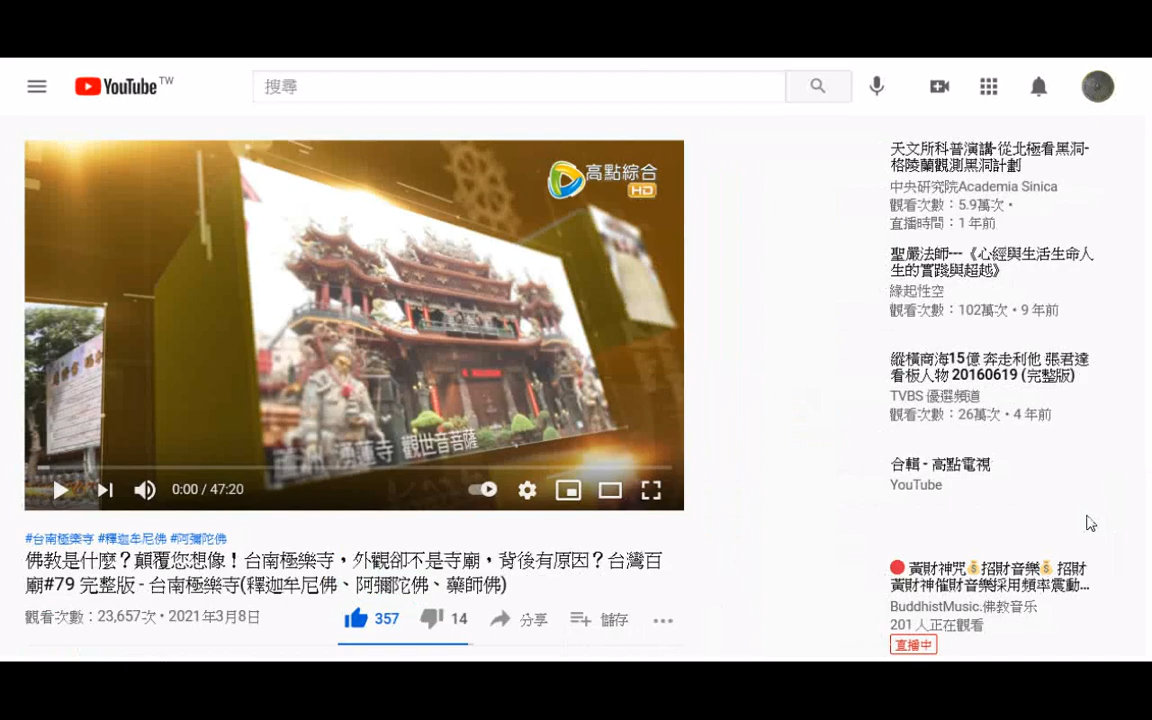 YouTube TW
搜尋
高點綜合
HD
湧蓮寺 觀世音菩薩
0:00 / 47:20
#台南極樂寺 #釋迦牟尼佛 #阿彌陀佛
佛教是什麼？顛覆您想像！台南極樂寺，外觀卻不是寺廟，背後有原因？台灣百
廟#79 完整版 - 台南極樂寺(釋迦牟尼佛、阿彌陀佛、藥師佛)
觀看次數：23,657次 • 2021年3月8日
357
14
分享
儲存
天文所科普演講-從北極看黑洞-
格陵蘭觀測黑洞計劃
中央研究院Academia Sinica
觀看次數：5.9萬次 •
直播時間：1 年前
聖嚴法師---《心經與生活生命人
生的實踐與超越》
緣起性空
觀看次數：102萬次 • 9 年前
縱橫商海15億 奔走利他 張君達
看板人物 20160619 (完整版)
TVBS 優選頻道
觀看次數：26萬次 • 4 年前
合輯 - 高點電視
YouTube
黃財神咒💰招財音樂💰 招財
黃財神催財音樂採用頻率震動...
BuddhistMusic.佛教音乐
201 人正在觀看
直播中